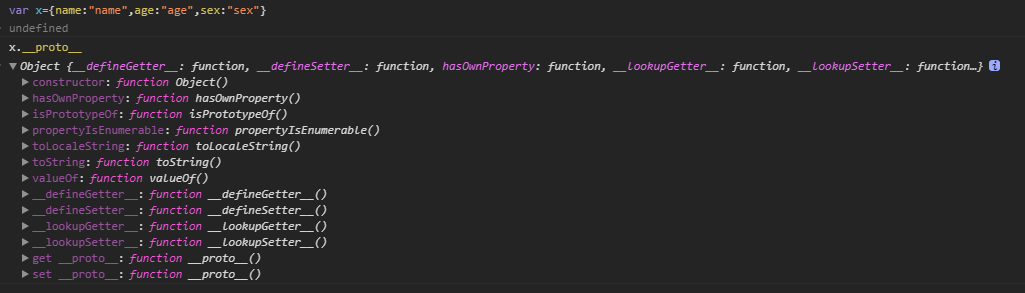 var x={name:"name",age:"age",sex:"sex"}
undefined
x.__proto__
Object {__defineGetter__: function, __defineSetter__: function, hasOwnProperty: function, __lookupGetter__: function, __lookupSetter__: function…} i
constructor: function Object()
hasOwnProperty: function hasOwnProperty()
isPrototypeOf: function isPrototypeOf()
propertyIsEnumerable: function propertyIsEnumerable()
toLocaleString: function toLocaleString()
toString: function toString()
valueOf: function valueOf()
__defineGetter__: function __defineGetter__()
__defineSetter__: function __defineSetter__()
__lookupGetter__: function __lookupGetter__()
__lookupSetter__: function __lookupSetter__()
get __proto__: function __proto__()
set __proto__: function __proto__()